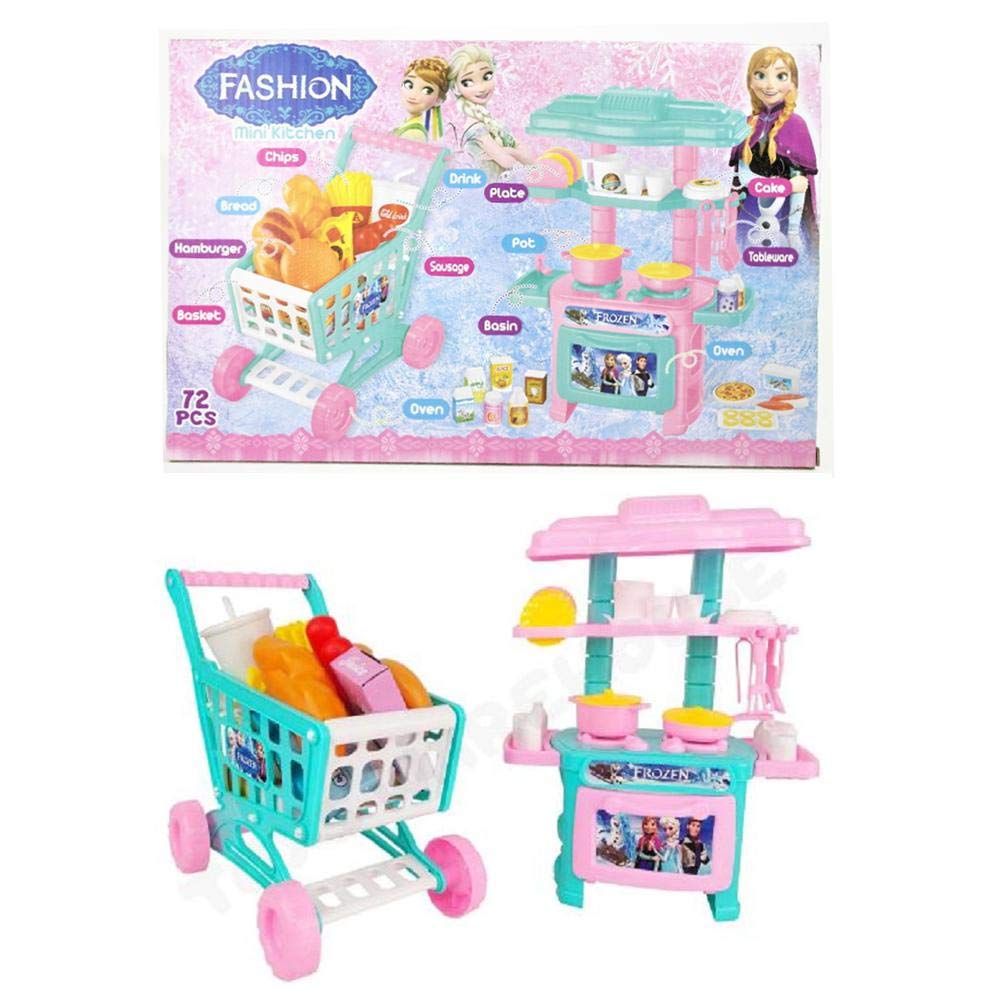 FASHION
Mini Kitchen
Chips
Drink
Plate
Cake
Bread
Hamburger
Pot
Tableware
Sausage
Basket
Basin
FROZEN
Oven
72
PCS
Oven
FROZEN
FROZEN